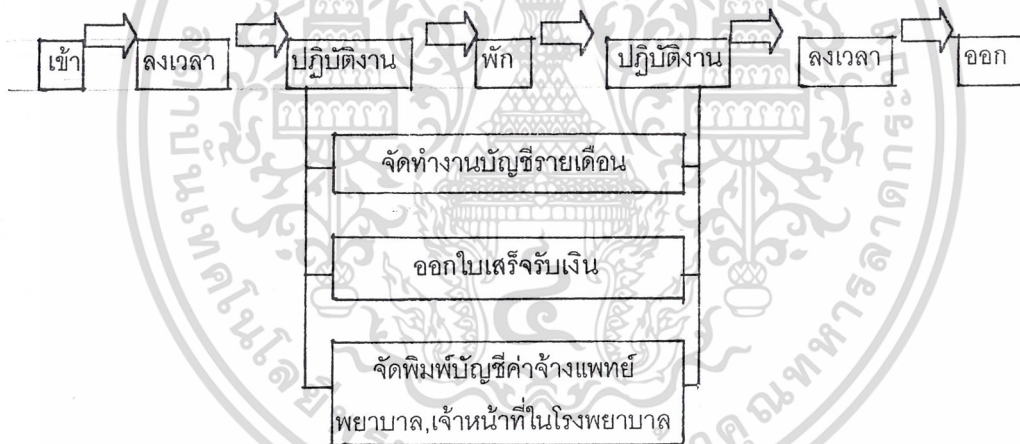 เข้า ลงเวลา ปฏิบัติงาน พัก ปฏิบัติงาน ลงเวลา ออก
จัดทำงานบัญชีรายเดือน
ออกใบเสร็จรับเงิน
จัดพิมพ์บัญชีค่าจ้างแพทย์
พยาบาล,เจ้าหน้าที่ในโรงพยาบาล